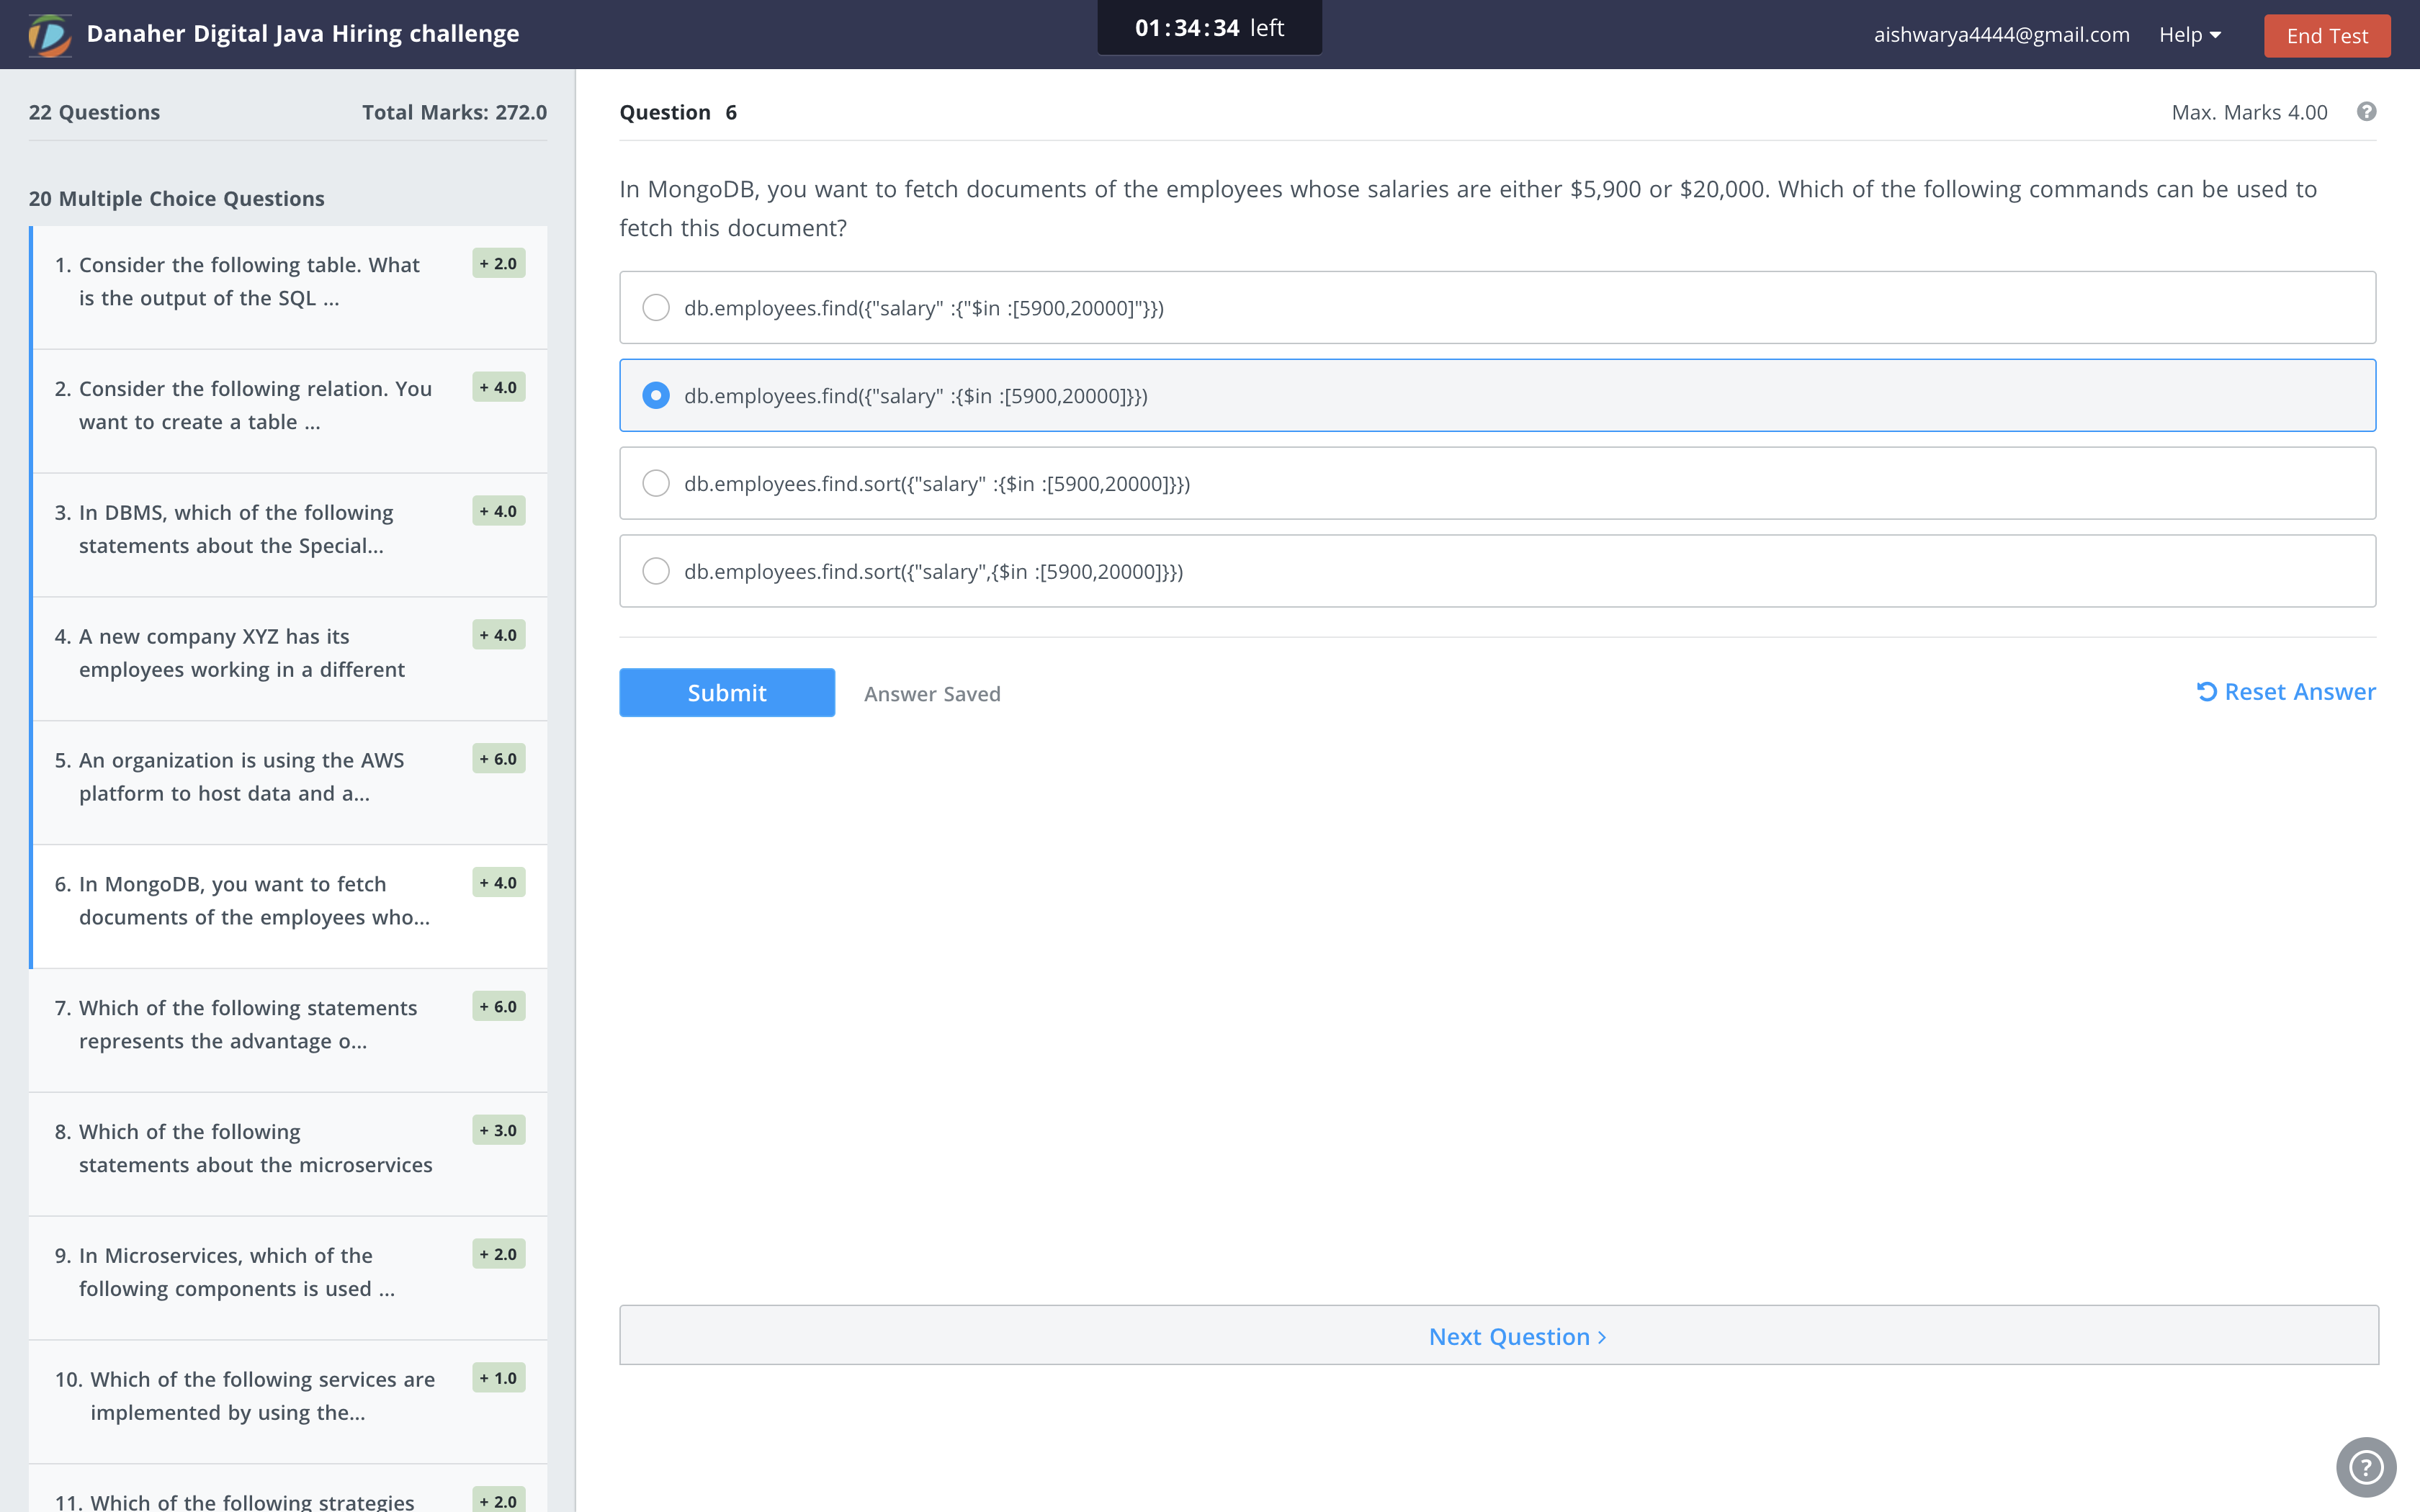 Danaher Digital Java Hiring challenge
01:34:34 left
aishwarya4444@gmail.com
Help
End Test
22 Questions
Total Marks: 272.0
20 Multiple Choice Questions
1. Consider the following table. What
is the output of the SQL ...
+ 2.0
2. Consider the following relation. You
want to create a table ...
+ 4.0
3. In DBMS, which of the following
statements about the Special...
+ 4.0
4. A new company XYZ has its
employees working in a different
+ 4.0
5. An organization is using the AWS
platform to host data and a...
+ 6.0
6. In MongoDB, you want to fetch
documents of the employees who...
+ 4.0
7. Which of the following statements
represents the advantage o...
+ 6.0
8. Which of the following
statements about the microservices
+ 3.0
9. In Microservices, which of the
following components is used ...
+ 2.0
10. Which of the following services are
implemented by using the...
+ 1.0
11. Which of the following strategies
+ 2.0
Question 6
Max. Marks 4.00
In MongoDB, you want to fetch documents of the employees whose salaries are either $5,900 or $20,000. Which of the following commands can be used to
fetch this document?
db.employees.find({"salary" :{"$in :[5900,20000]"}})
db.employees.find({"salary" :{$in :[5900,20000]}})
db.employees.find.sort({"salary" :{$in :[5900,20000]}})
db.employees.find.sort({"salary",{$in :[5900,20000]}})
Submit
Answer Saved
Reset Answer
Next Question